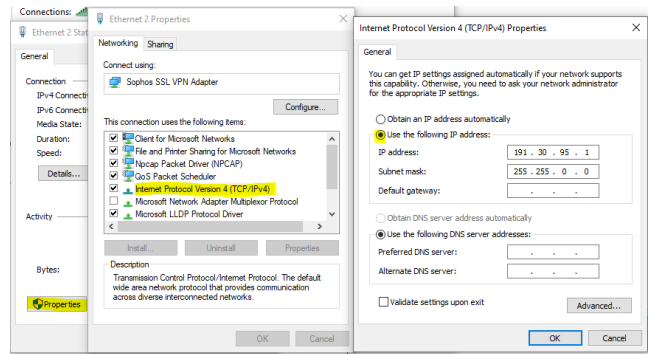 Connections:
Ethernet 2 Stat
General
Connection
IPv4 Connecti
IPv6 Connecti
Media State:
Duration:
Speed:
Details...
Activity
Bytes:
Properties
Ethernet 2 Properties
Networking Sharing
Connect using:
Sophos SSL VPN Adapter
Configure...
This connection uses the following items:
Client for Microsoft Networks
File and Printer Sharing for Microsoft Networks
Npcap Packet Driver (NPCAP)
QoS Packet Scheduler
Internet Protocol Version 4 (TCP/IPv4)
Microsoft Network Adapter Multiplexor Protocol
Microsoft LLDP Protocol Driver
Install... Uninstall Properties
Description
Transmission Control Protocol/Internet Protocol. The default
wide area network protocol that provides communication
across diverse interconnected networks.
OK Cancel
Internet Protocol Version 4 (TCP/IPv4) Properties
General
You can get IP settings assigned automatically if your network supports
this capability. Otherwise, you need to ask your network administrator
for the appropriate IP settings.
Obtain an IP address automatically
Use the following IP address:
IP address: 191 . 30 . 95 . 1
Subnet mask: 255 . 255 . 0 . 0
Default gateway: . . .
Obtain DNS server address automatically
Use the following DNS server addresses:
Preferred DNS server: . . .
Alternate DNS server: . . .
Validate settings upon exit
Advanced...
OK Cancel